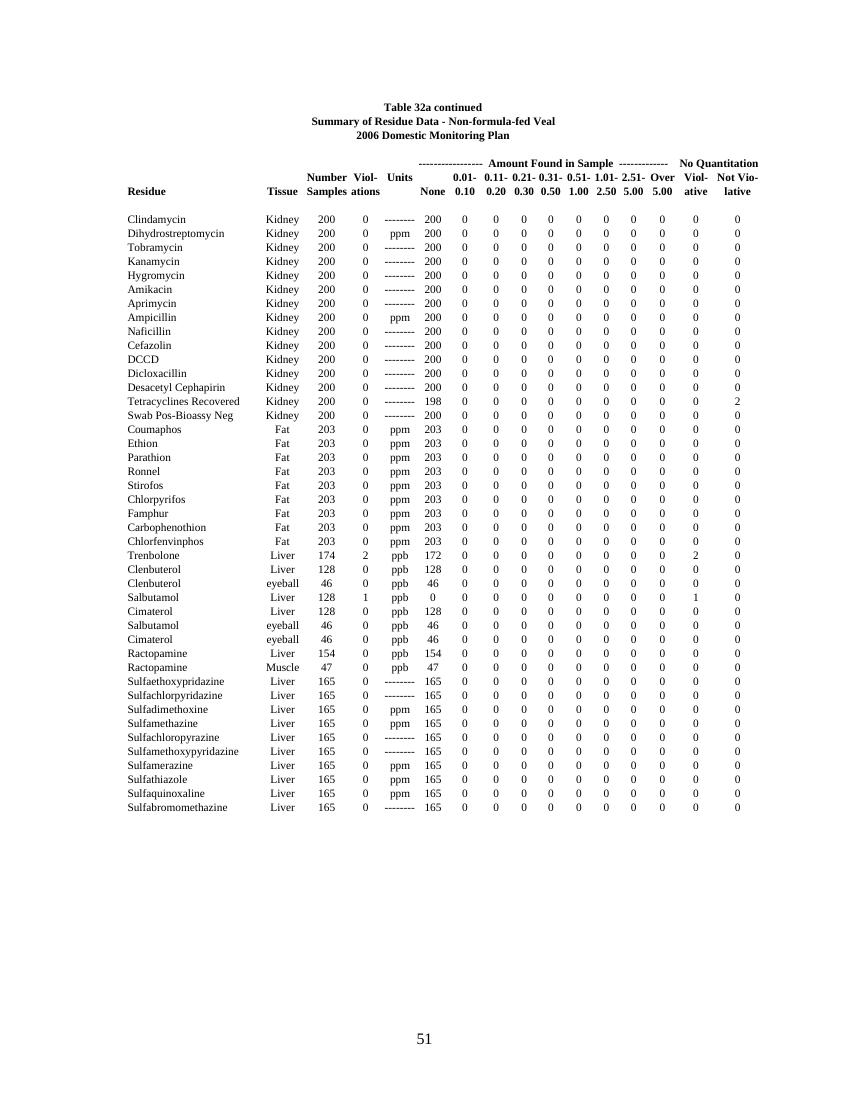 Table 32a continued
Summary of Residue Data - Non-formula-fed Veal
2006 Domestic Monitoring Plan
----------------- Amount Found in Sample ------------- No Quantitation
Number Viol- Units 0.01- 0.11- 0.21- 0.31- 0.51- 1.01- 2.51- Over Viol- Not Vio-
Residue Tissue Samples ations None 0.10 0.20 0.30 0.50 1.00 2.50 5.00 5.00 ative lative
Clindamycin Kidney 200 0 -------- 200 0 0 0 0 0 0 0 0 0 0
Dihydrostreptomycin Kidney 200 0 ppm 200 0 0 0 0 0 0 0 0 0 0
Tobramycin Kidney 200 0 -------- 200 0 0 0 0 0 0 0 0 0 0
Kanamycin Kidney 200 0 -------- 200 0 0 0 0 0 0 0 0 0 0
Hygromycin Kidney 200 0 -------- 200 0 0 0 0 0 0 0 0 0 0
Amikacin Kidney 200 0 -------- 200 0 0 0 0 0 0 0 0 0 0
Aprimycin Kidney 200 0 -------- 200 0 0 0 0 0 0 0 0 0 0
Ampicillin Kidney 200 0 ppm 200 0 0 0 0 0 0 0 0 0 0
Naficillin Kidney 200 0 -------- 200 0 0 0 0 0 0 0 0 0 0
Cefazolin Kidney 200 0 -------- 200 0 0 0 0 0 0 0 0 0 0
DCCD Kidney 200 0 -------- 200 0 0 0 0 0 0 0 0 0 0
Dicloxacillin Kidney 200 0 -------- 200 0 0 0 0 0 0 0 0 0 0
Desacetyl Cephapirin Kidney 200 0 -------- 200 0 0 0 0 0 0 0 0 0 0
Tetracyclines Recovered Kidney 200 0 -------- 198 0 0 0 0 0 0 0 0 0 2
Swab Pos-Bioassy Neg Kidney 200 0 -------- 200 0 0 0 0 0 0 0 0 0 0
Coumaphos Fat 203 0 ppm 203 0 0 0 0 0 0 0 0 0 0
Ethion Fat 203 0 ppm 203 0 0 0 0 0 0 0 0 0 0
Parathion Fat 203 0 ppm 203 0 0 0 0 0 0 0 0 0 0
Ronnel Fat 203 0 ppm 203 0 0 0 0 0 0 0 0 0 0
Stirofos Fat 203 0 ppm 203 0 0 0 0 0 0 0 0 0 0
Chlorpyrifos Fat 203 0 ppm 203 0 0 0 0 0 0 0 0 0 0
Famphur Fat 203 0 ppm 203 0 0 0 0 0 0 0 0 0 0
Carbophenothion Fat 203 0 ppm 203 0 0 0 0 0 0 0 0 0 0
Chlorfenvinphos Fat 203 0 ppm 203 0 0 0 0 0 0 0 0 0 0
Trenbolone Liver 174 2 ppb 172 0 0 0 0 0 0 0 0 2 0
Clenbuterol Liver 128 0 ppb 128 0 0 0 0 0 0 0 0 0 0
Clenbuterol eyeball 46 0 ppb 46 0 0 0 0 0 0 0 0 0 0
Salbutamol Liver 128 1 ppb 0 0 0 0 0 0 0 0 0 1 0
Cimaterol Liver 128 0 ppb 128 0 0 0 0 0 0 0 0 0 0
Salbutamol eyeball 46 0 ppb 46 0 0 0 0 0 0 0 0 0 0
Cimaterol eyeball 46 0 ppb 46 0 0 0 0 0 0 0 0 0 0
Ractopamine Liver 154 0 ppb 154 0 0 0 0 0 0 0 0 0 0
Ractopamine Muscle 47 0 ppb 47 0 0 0 0 0 0 0 0 0 0
Sulfaethoxypridazine Liver 165 0 -------- 165 0 0 0 0 0 0 0 0 0 0
Sulfachlorpyridazine Liver 165 0 -------- 165 0 0 0 0 0 0 0 0 0 0
Sulfadimethoxine Liver 165 0 ppm 165 0 0 0 0 0 0 0 0 0 0
Sulfamethazine Liver 165 0 ppm 165 0 0 0 0 0 0 0 0 0 0
Sulfachloropyrazine Liver 165 0 -------- 165 0 0 0 0 0 0 0 0 0 0
Sulfamethoxypyridazine Liver 165 0 -------- 165 0 0 0 0 0 0 0 0 0 0
Sulfamerazine Liver 165 0 ppm 165 0 0 0 0 0 0 0 0 0 0
Sulfathiazole Liver 165 0 ppm 165 0 0 0 0 0 0 0 0 0 0
Sulfaquinoxaline Liver 165 0 ppm 165 0 0 0 0 0 0 0 0 0 0
Sulfabromomethazine Liver 165 0 -------- 165 0 0 0 0 0 0 0 0 0 0
51